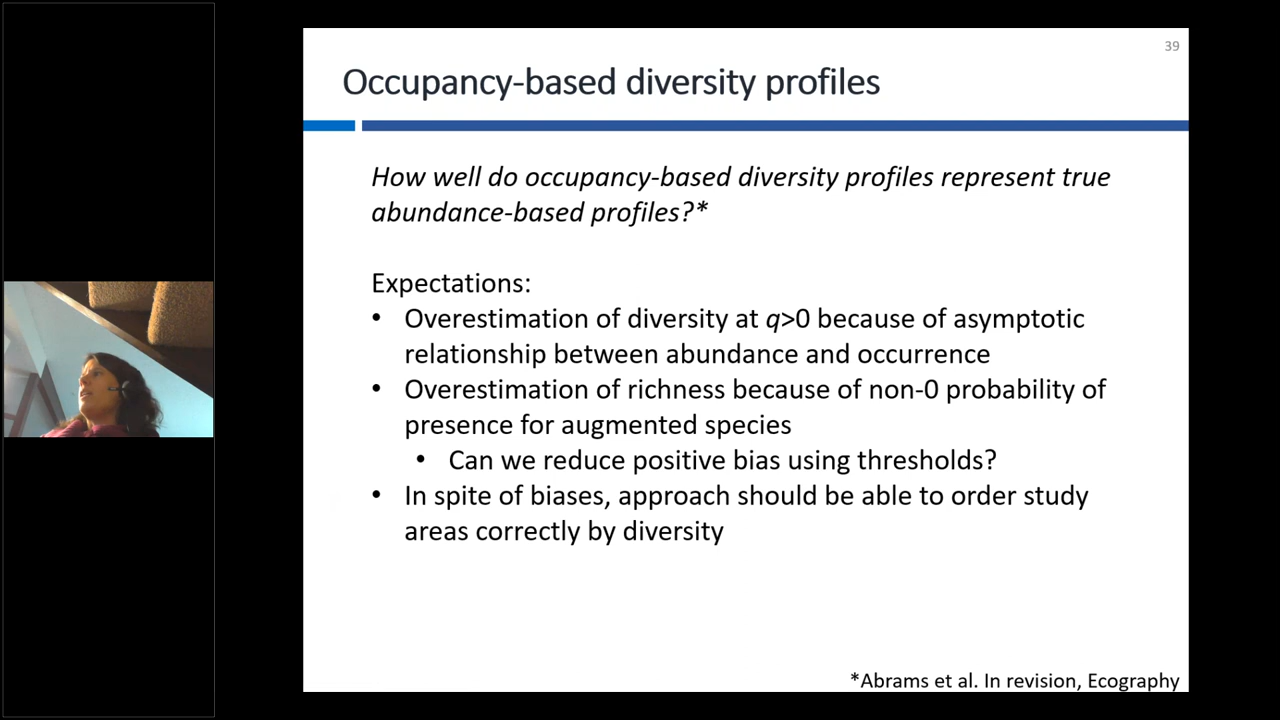 39
Occupancy-based diversity profiles
How well do occupancy-based diversity profiles represent true
abundance-based profiles?*
Expectations:
• Overestimation of diversity at q>0 because of asymptotic
relationship between abundance and occurrence
• Overestimation of richness because of non-0 probability of
presence for augmented species
• Can we reduce positive bias using thresholds?
• In spite of biases, approach should be able to order study
areas correctly by diversity
*Abrams et al. In revision, Ecography